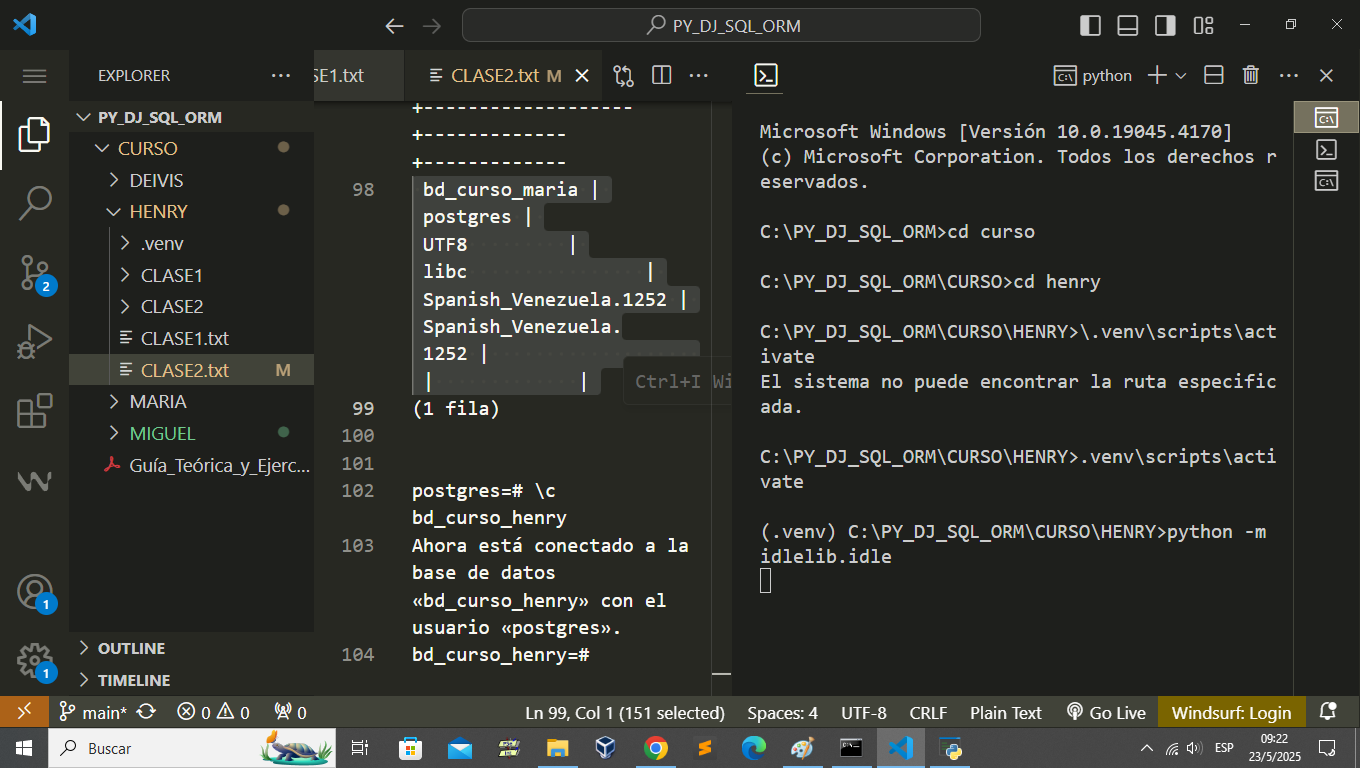 PY_DJ_SQL_ORM
EXPLORER
SE1.txt
CLASE2.txt M
python
PY_DJ_SQL_ORM
CURSO
DEIVIS
HENRY
.venv
CLASE1
CLASE2
CLASE1.txt
CLASE2.txt M
MARIA
MIGUEL
Guía_Teórica_y_Ejerc...
OUTLINE
TIMELINE
2
1
1
+-------------------
+-------------
+-------------
98 bd_curso_maria |
postgres |
UTF8 |
libc |
Spanish_Venezuela.1252 |
Spanish_Venezuela.
1252 |
| |
Ctrl+I Wi
99 (1 fila)
100
101
102 postgres=# \c
bd_curso_henry
103 Ahora está conectado a la
base de datos
«bd_curso_henry» con el
usuario «postgres».
104 bd_curso_henry=#
Microsoft Windows [Versión 10.0.19045.4170]
(c) Microsoft Corporation. Todos los derechos r
eservados.
C:\PY_DJ_SQL_ORM>cd curso
C:\PY_DJ_SQL_ORM\CURSO>cd henry
C:\PY_DJ_SQL_ORM\CURSO\HENRY>\.venv\scripts\act
ivate
El sistema no puede encontrar la ruta especific
ada.
C:\PY_DJ_SQL_ORM\CURSO\HENRY>.venv\scripts\acti
vate
(.venv) C:\PY_DJ_SQL_ORM\CURSO\HENRY>python -m
idlelib.idle
main* 0 0 0 Ln 99, Col 1 (151 selected) Spaces: 4 UTF-8 CRLF Plain Text Go Live Windsurf: Login
Buscar
ESP
09:22
23/5/2025